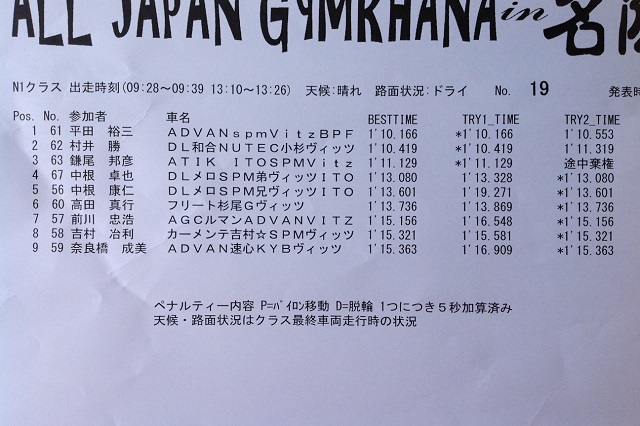 ALL JAPAN GYMKHANA in 名阪
N1クラス 出走時刻(09:28～09:39 13:10～13:26) 天候:晴れ 路面状況:ドライ No. 19 発表時
Pos. No. 参加者 車名 BESTTIME TRY1_TIME TRY2_TIME
1 61 平田 裕三 ＡＤＶＡＮｓｐｍＶｉｔｚＢＰＦ 1'10.166 *1'10.166 1'10.553
2 62 村井 勝 ＤＬ和合ＮＵＴＥＣ小杉ヴィッツ 1'10.419 *1'10.419 1'11.319
3 63 鎌尾 邦彦 ＡＴＩＫ ＩＴＯＳＰＭＶｉｔｚ 1'11.129 *1'11.129 途中棄権
4 67 中根 卓也 ＤＬメロＳＰＭ弟ヴィッツＩＴＯ 1'13.080 1'13.328 *1'13.080
5 56 中根 康仁 ＤＬメロＳＰＭ兄ヴィッツＩＴＯ 1'13.601 1'19.271 *1'13.601
6 60 高田 真行 フリート杉尾Ｇヴィッツ 1'13.736 1'13.869 *1'13.736
7 57 前川 忠浩 ＡＧＣルマンＡＤＶＡＮＶＩＴＺ 1'15.156 1'16.548 *1'15.156
8 58 吉村 冶利 カーメンテ吉村☆ＳＰＭヴィッツ 1'15.321 1'15.581 *1'15.321
9 59 奈良橋 成美 ＡＤＶＡＮ速心ＫＹＢヴィッツ 1'15.363 1'16.909 *1'15.363
ペナルティー内容 P=ﾊﾟｲﾛﾝ移動 D=脱輪 1つにつき５秒加算済み
天候・路面状況はクラス最終車両走行時の状況